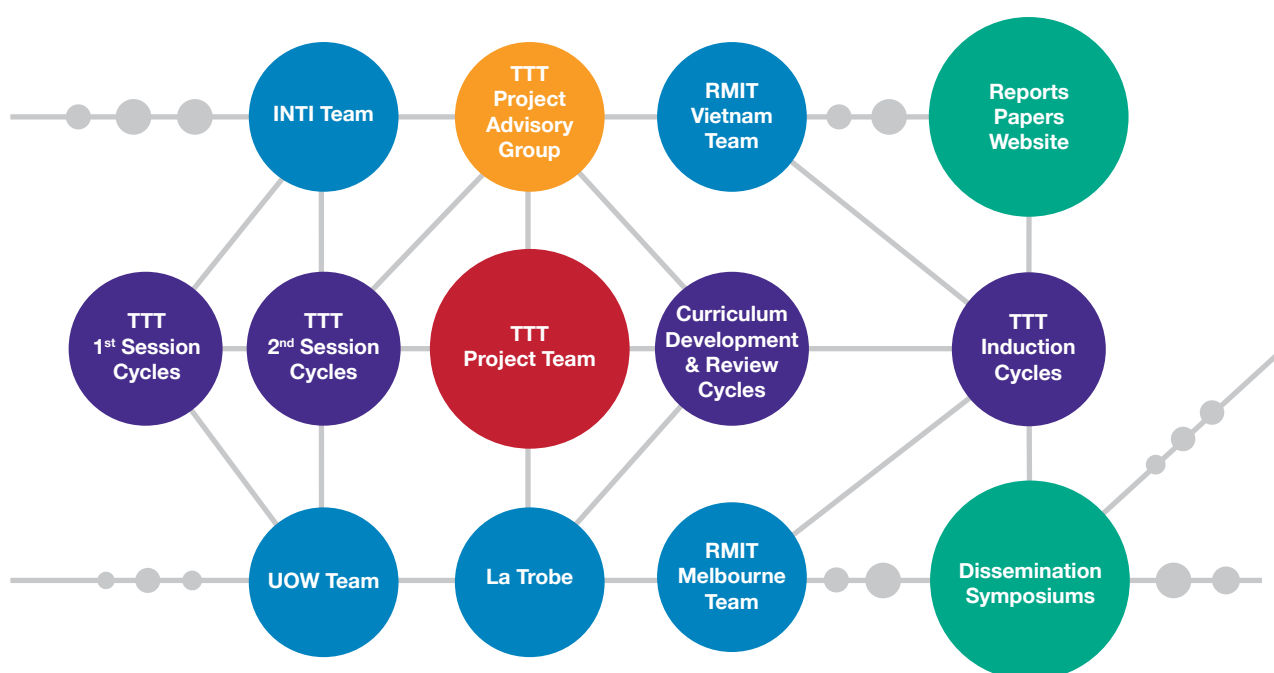 INTI Team
TTT
Project
Advisory
Group
RMIT
Vietnam
Team
Reports
Papers
Website
TTT
1st Session
Cycles
TTT
2nd Session
Cycles
TTT
Project Team
Curriculum
Development
& Review
Cycles
TTT
Induction
Cycles
UOW Team
La Trobe
RMIT
Melbourne
Team
Dissemination
Symposiums